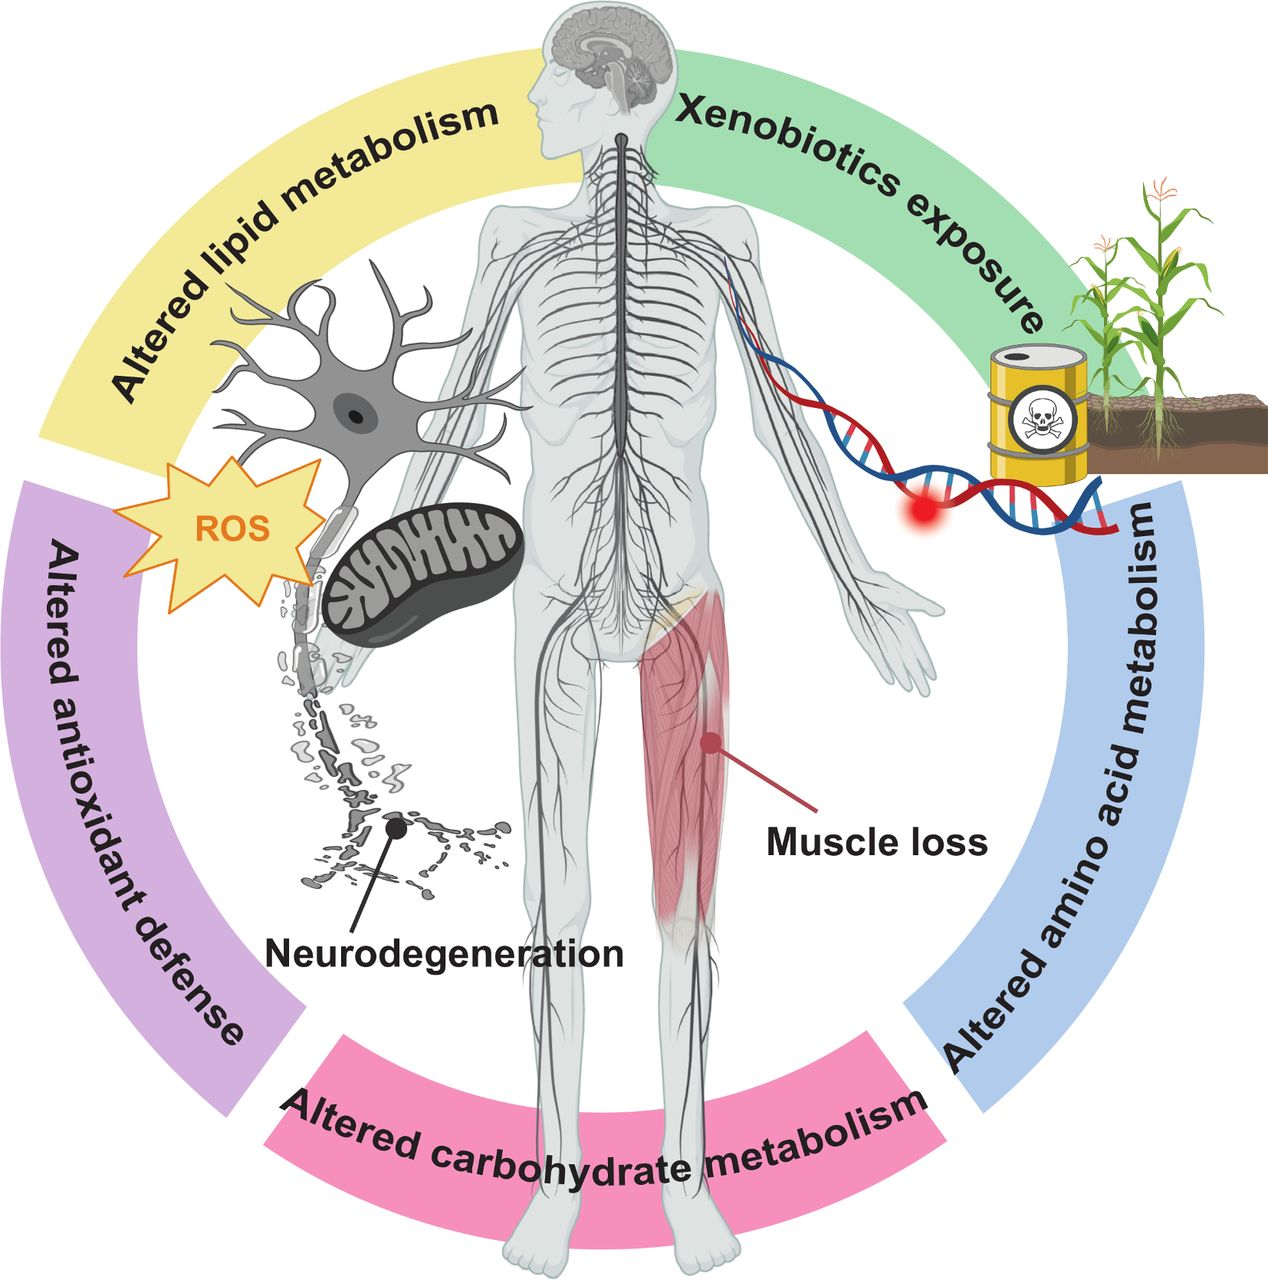 Altered lipid metabolism
Xenobiotics exposure
ROS
Altered antioxidant defense
Altered amino acid metabolism
Muscle loss
Neurodegeneration
Altered carbohydrate metabolism